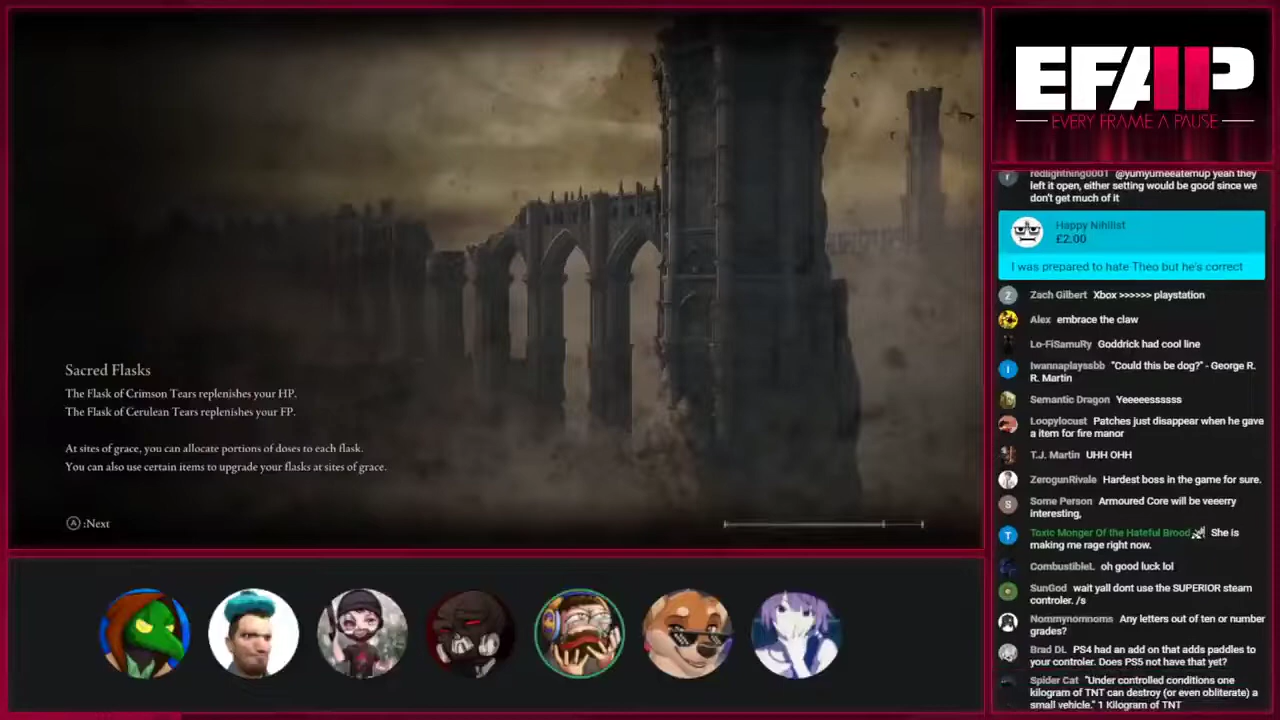 Sacred Flasks
The Flask of Crimson Tears replenishes your HP.
The Flask of Cerulean Tears replenishes your FP.
At sites of grace, you can allocate portions of doses to each flask.
You can also use certain items to upgrade your flasks at sites of grace.
A :Next
EFAP
EVERY FRAME A PAUSE
r redlightning0001 @yumyumeeatemup yeah they
left it open, either setting would be good since we
don't get much of it
Happy Nihilist
£2.00
I was prepared to hate Theo but he's correct
Z Zach Gilbert Xbox >>>>>> playstation
Alex embrace the claw
Lo-FiSamuRy Goddrick had cool line
I Iwannaplayssbb "Could this be dog?" - George R.
R. Martin
Semantic Dragon Yeeeeessssss
Loopylocust Patches just disappear when he gave
a item for fire manor
T.J. Martin UHH OHH
ZerogunRivale Hardest boss in the game for sure.
S Some Person Armoured Core will be veeerry
interesting,
T Toxic Monger Of the Hateful Brood She is
making me rage right now.
CombustibleL oh good luck lol
SunGod wait yall dont use the SUPERIOR steam
controler. /s
Nommynomnoms Any letters out of ten or number
grades?
Brad DL PS4 had an add on that adds paddles to
your controler. Does PS5 not have that yet?
Spider Cat "Under controlled conditions one
kilogram of TNT can destroy (or even obliterate) a
small vehicle." 1 Kilogram of TNT